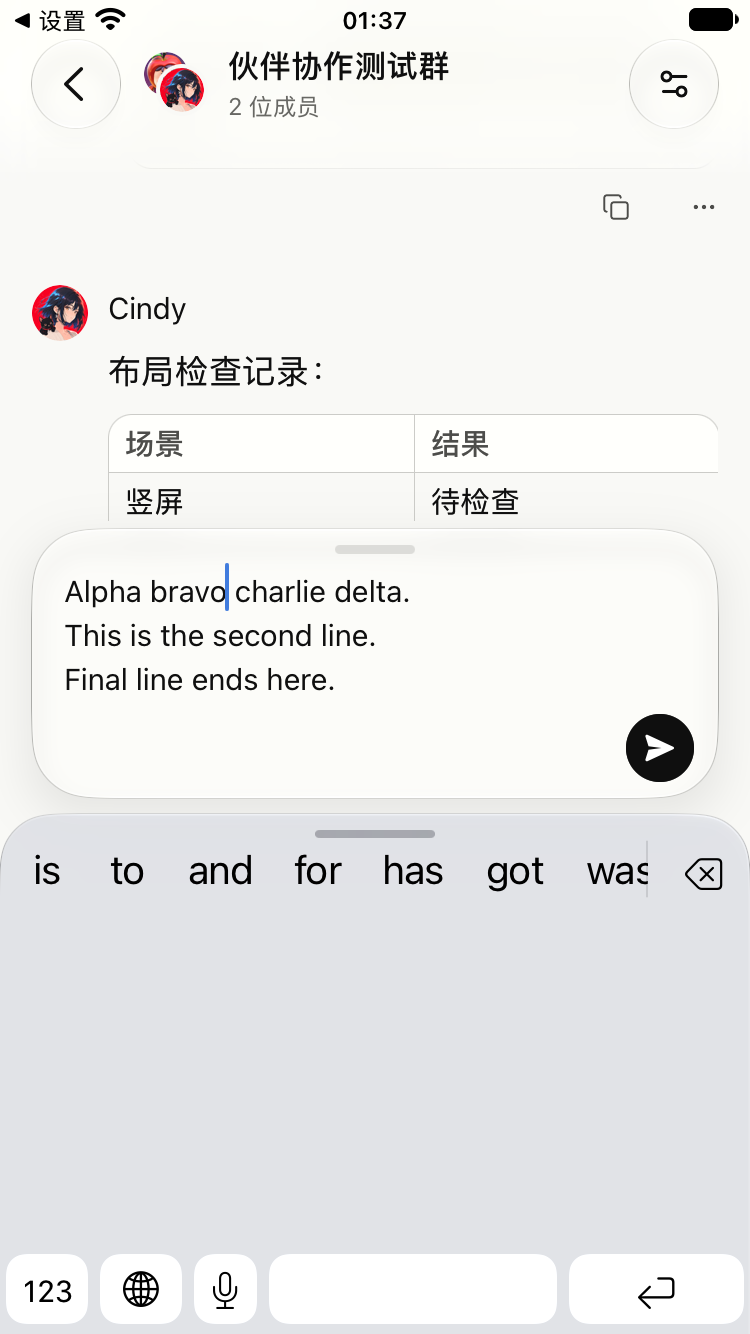 设置
01:37
伙伴协作测试群
2 位成员
Cindy
布局检查记录：
场景 结果
竖屏 待检查
Alpha bravo charlie delta.
This is the second line.
Final line ends here.
is to and for has got was
123